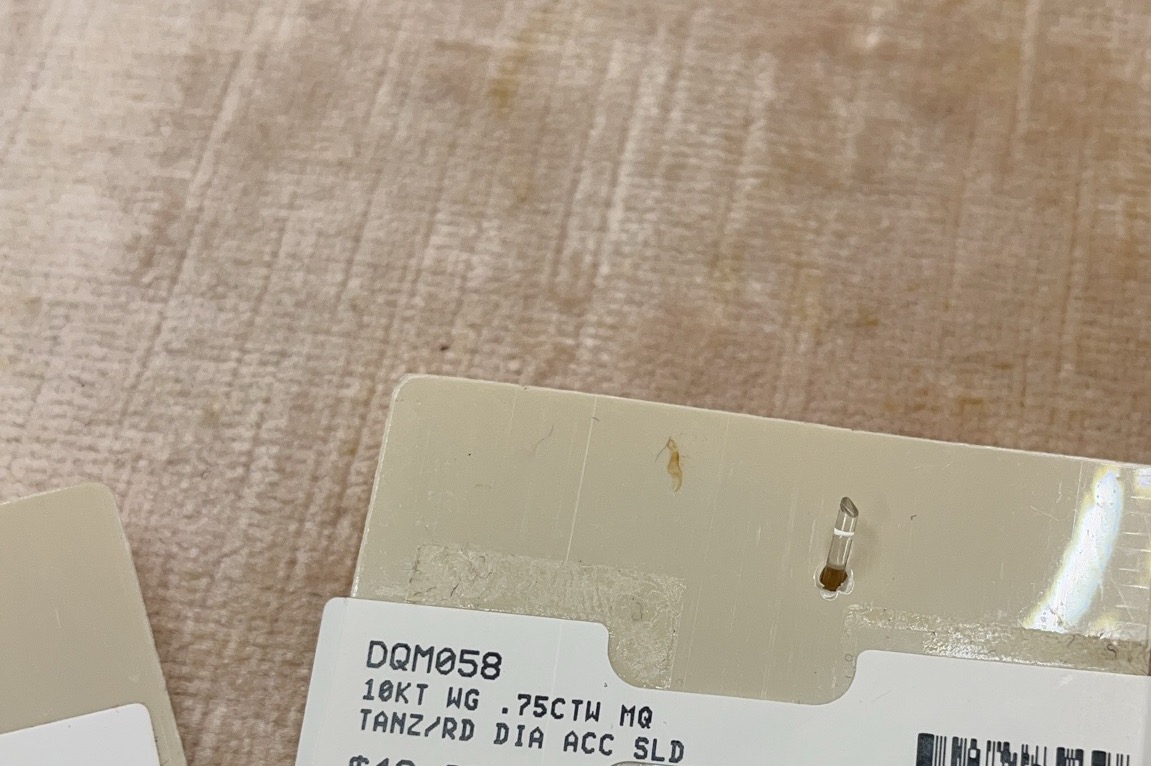 DQM058
10KT WG .75CTW MQ
TANZ/RD DIA ACC SLD